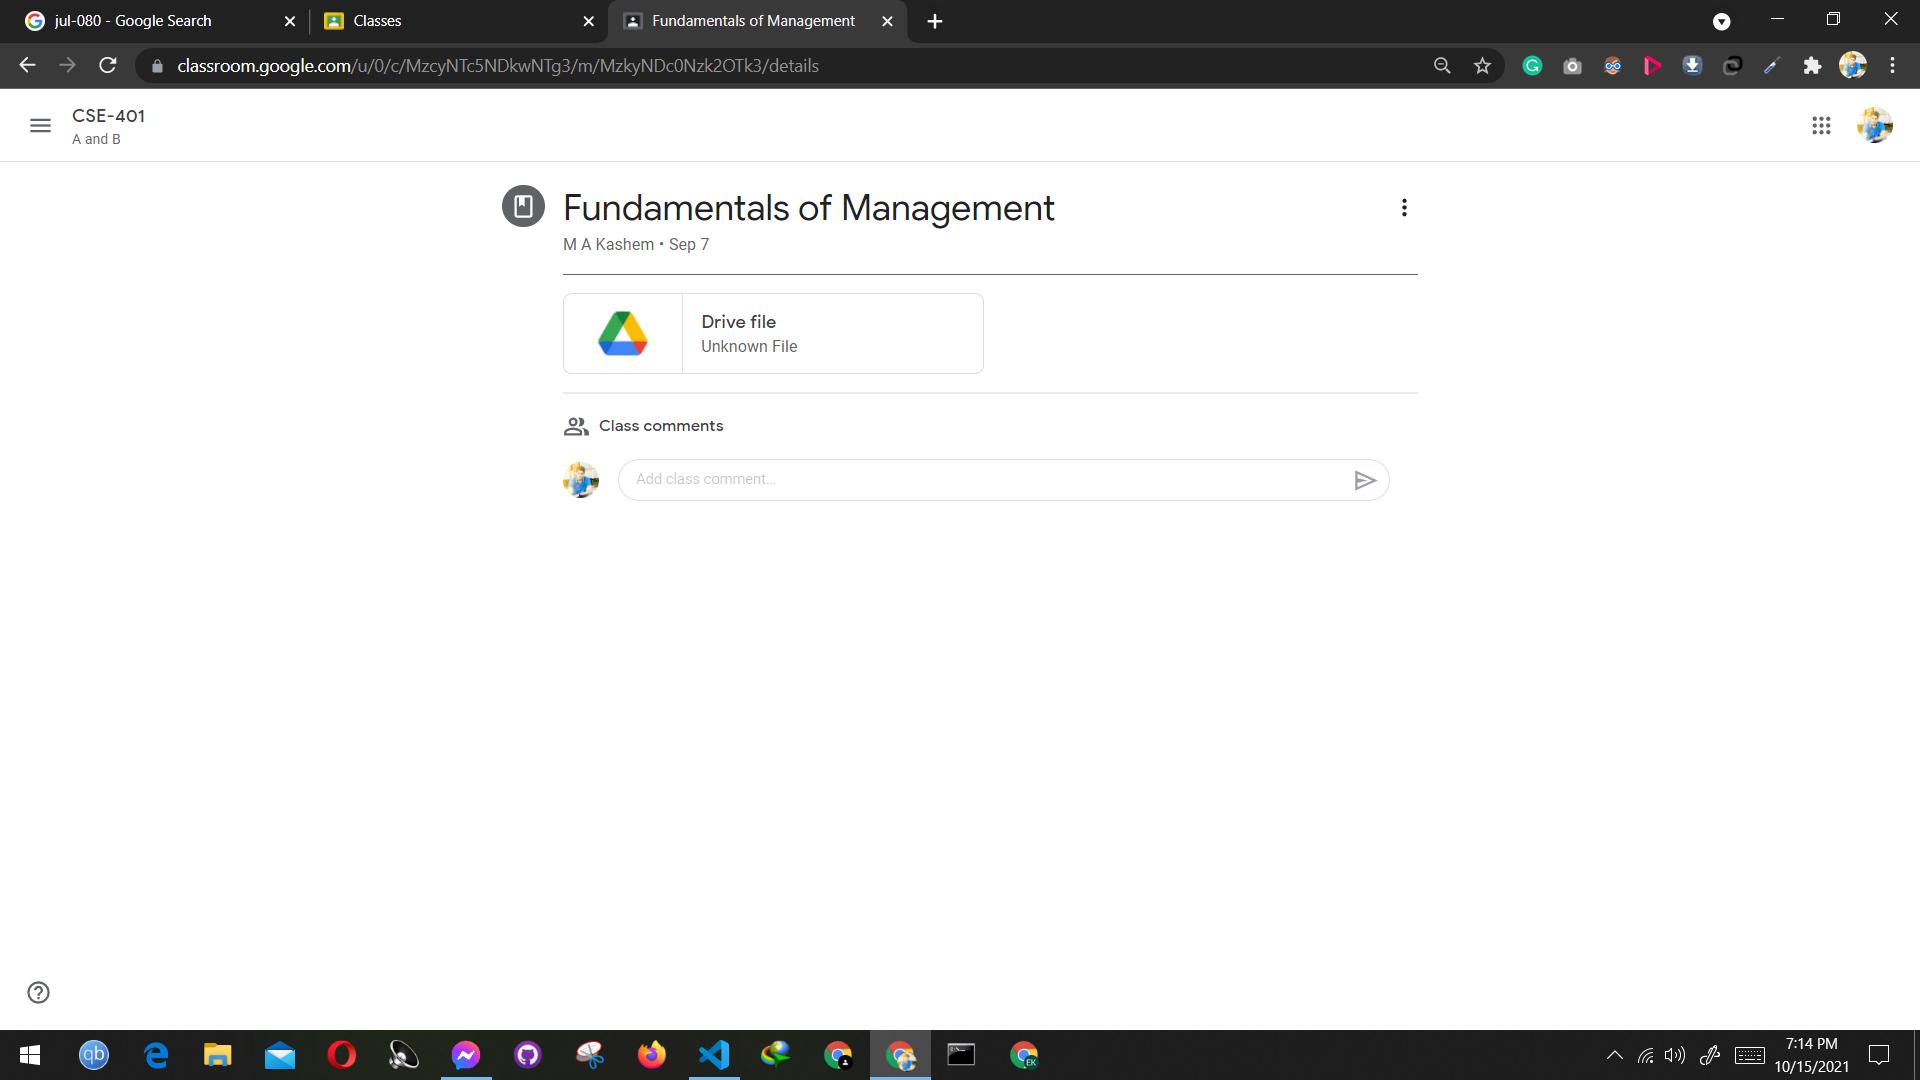 jul-080 - Google Search
Classes
Fundamentals of Management
classroom.google.com/u/0/c/MzcyNTc5NDkwNTg3/m/MzkyNDc0Nzk2OTk3/details
CSE-401
A and B
Fundamentals of Management
M A Kashem • Sep 7
Drive file
Unknown File
Class comments
Add class comment...
qb
EK
7:14 PM
10/15/2021